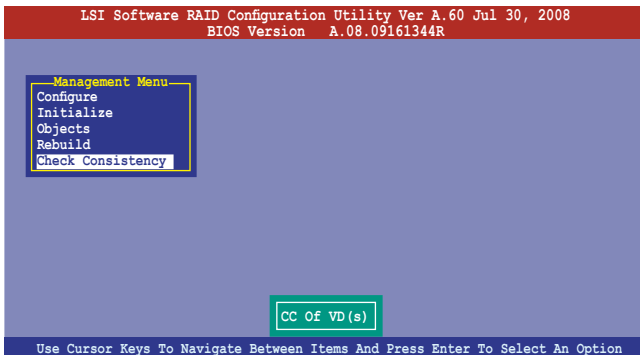 LSI Software RAID Configuration Utility Ver A.60 Jul 30, 2008
BIOS Version A.08.09161344R
Management Menu
Configure
Initialize
Objects
Rebuild
Check Consistency
CC Of VD(s)
Use Cursor Keys To Navigate Between Items And Press Enter To Select An Option